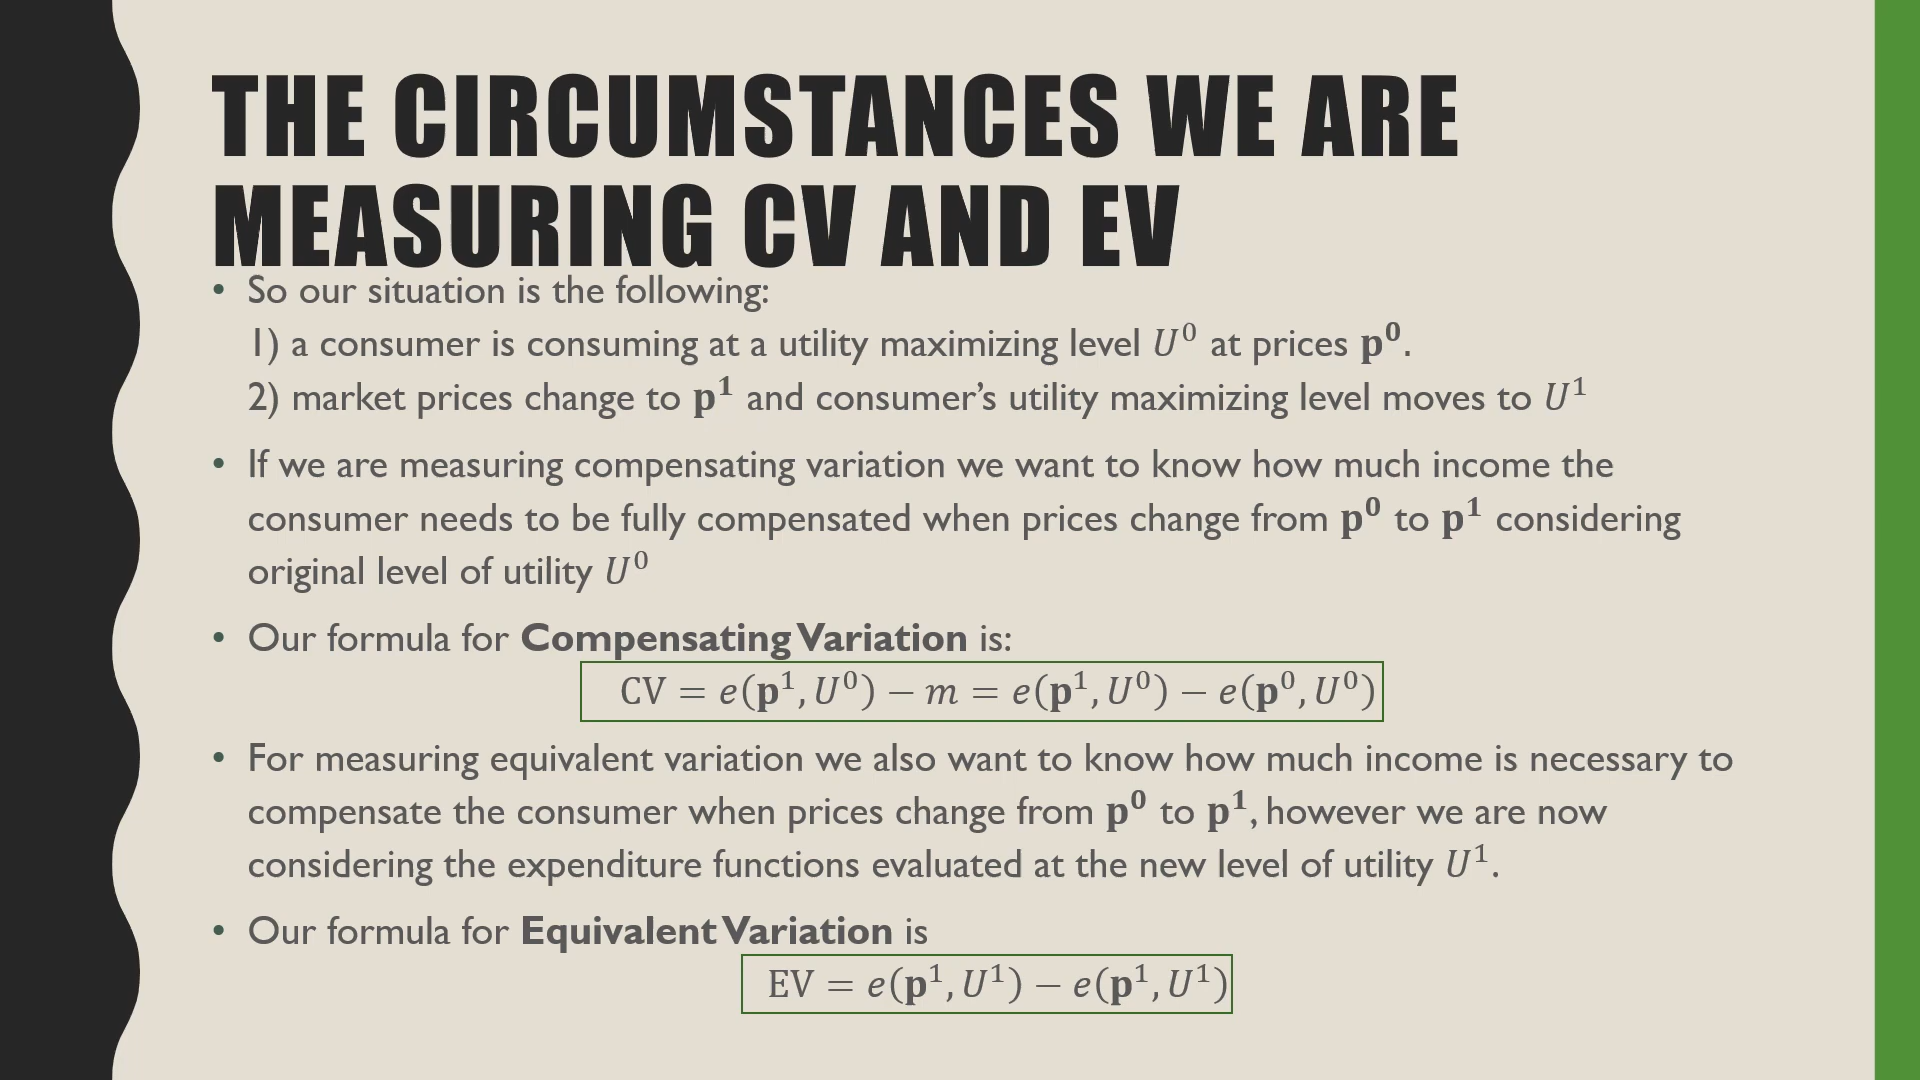 THE CIRCUMSTANCES WE ARE
MEASURING CV AND EV
• So our situation is the following:
1) a consumer is consuming at a utility maximizing level U⁰ at prices p⁰.
2) market prices change to p¹ and consumer’s utility maximizing level moves to U¹
• If we are measuring compensating variation we want to know how much income the
consumer needs to be fully compensated when prices change from p⁰ to p¹ considering
original level of utility U⁰
• Our formula for Compensating Variation is:
CV = e(p¹, U⁰) − m = e(p¹, U⁰) − e(p⁰, U⁰)
• For measuring equivalent variation we also want to know how much income is necessary to
compensate the consumer when prices change from p⁰ to p¹, however we are now
considering the expenditure functions evaluated at the new level of utility U¹.
• Our formula for Equivalent Variation is
EV = e(p¹, U¹) − e(p¹, U¹)